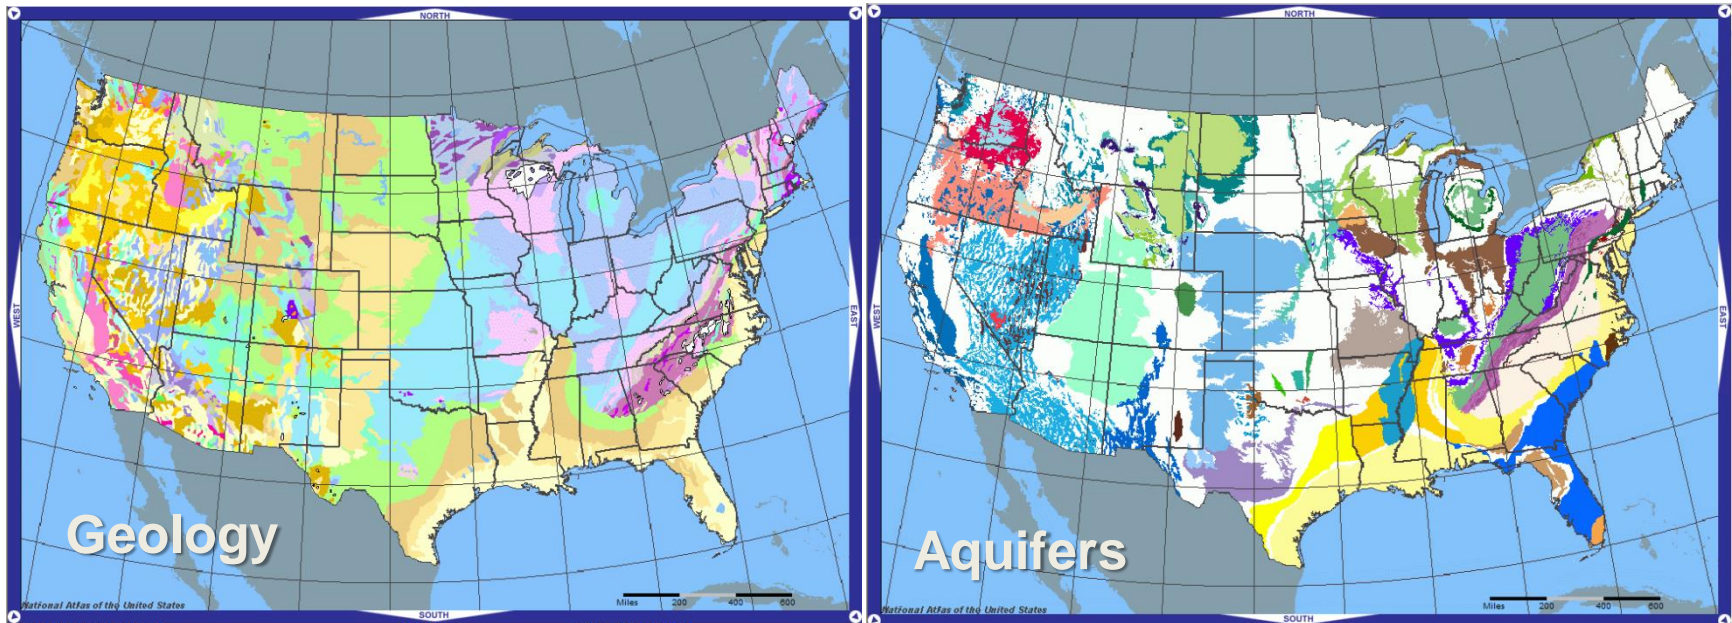 NORTH
WEST
EAST
Geology
Miles 200 400 600
National Atlas of the United States
SOUTH
NORTH
WEST
EAST
Aquifers
Miles 200 400 600
National Atlas of the United States
SOUTH